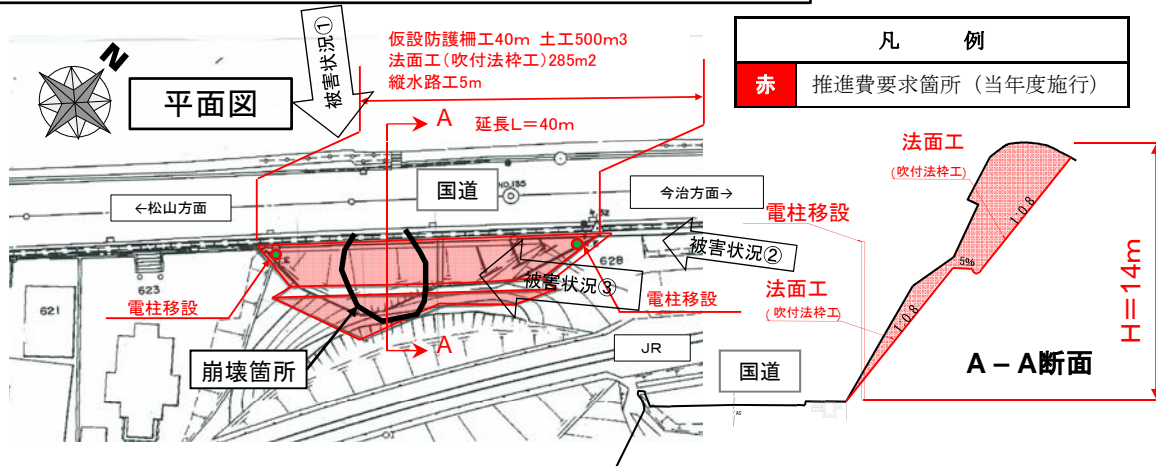 N
平面図
被害状況①
仮設防護柵工40m 土工500m3
法面工(吹付法枠工)285m2
縦水路工5m
凡 例
赤 推進費要求箇所（当年度施行）
A
延長L＝40m
国道
NO.135
←松山方面
今治方面→
被害状況②
628
被害状況③
623
621
電柱移設
電柱移設
崩壊箇所
A
JR
法面工
(吹付法枠工)
1:0.8
電柱移設
5%
法面工
(吹付法枠工)
1:0.8
H＝14m
A－A断面
国道